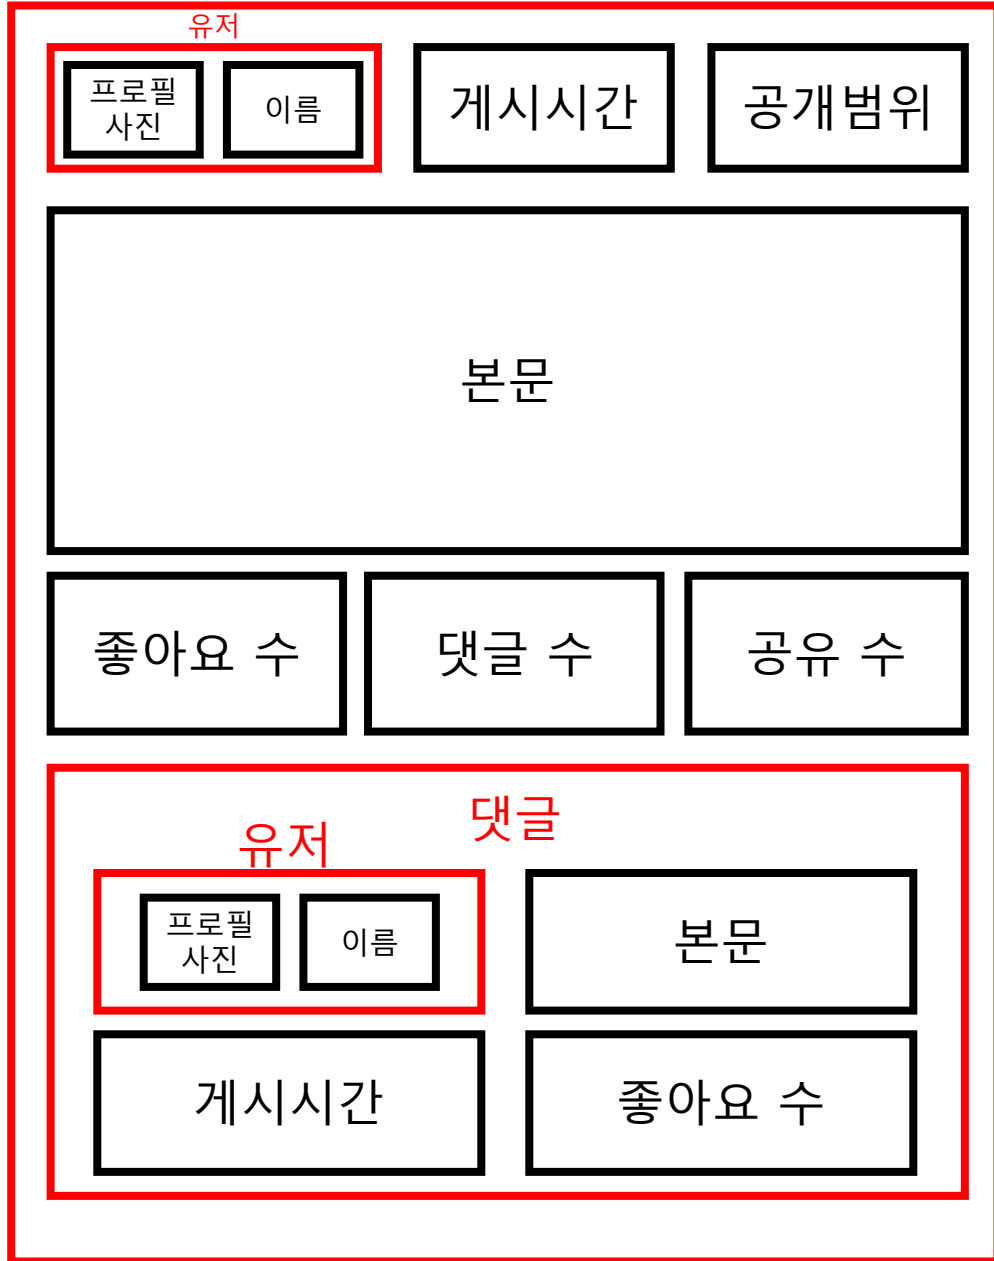 유저
프로필
사진
이름
게시시간
공개범위
본문
좋아요 수
댓글 수
공유 수
댓글
유저
프로필
사진
이름
본문
게시시간
좋아요 수